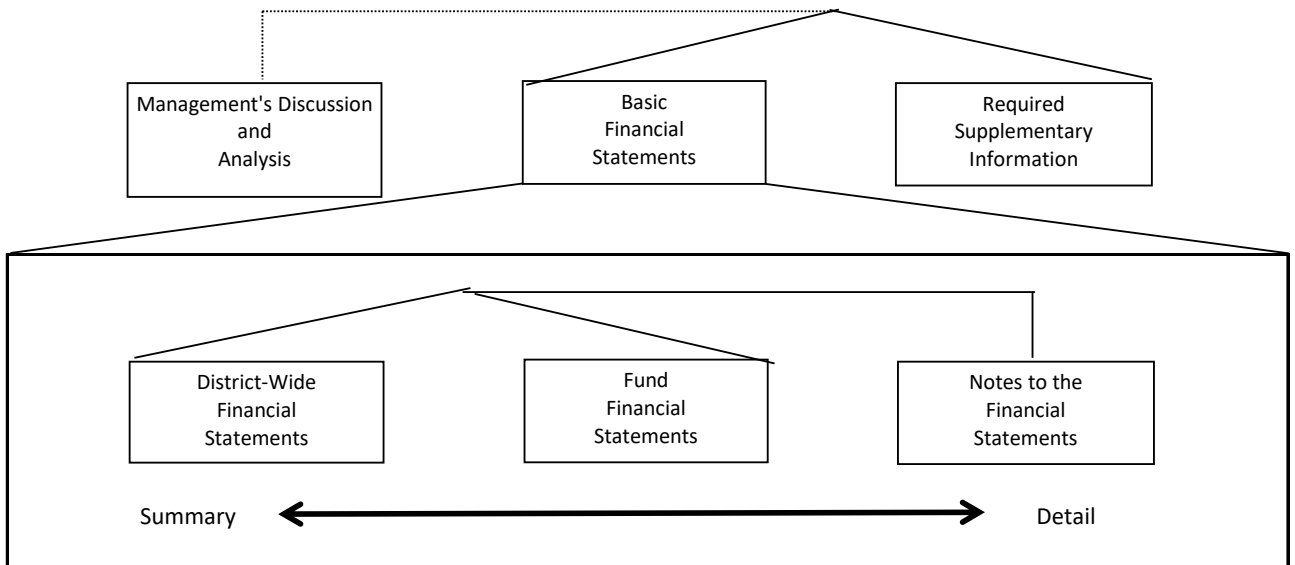 Management's Discussion
and
Analysis
Basic
Financial
Statements
Required
Supplementary
Information
District-Wide
Financial
Statements
Fund
Financial
Statements
Notes to the
Financial
Statements
Summary
Detail